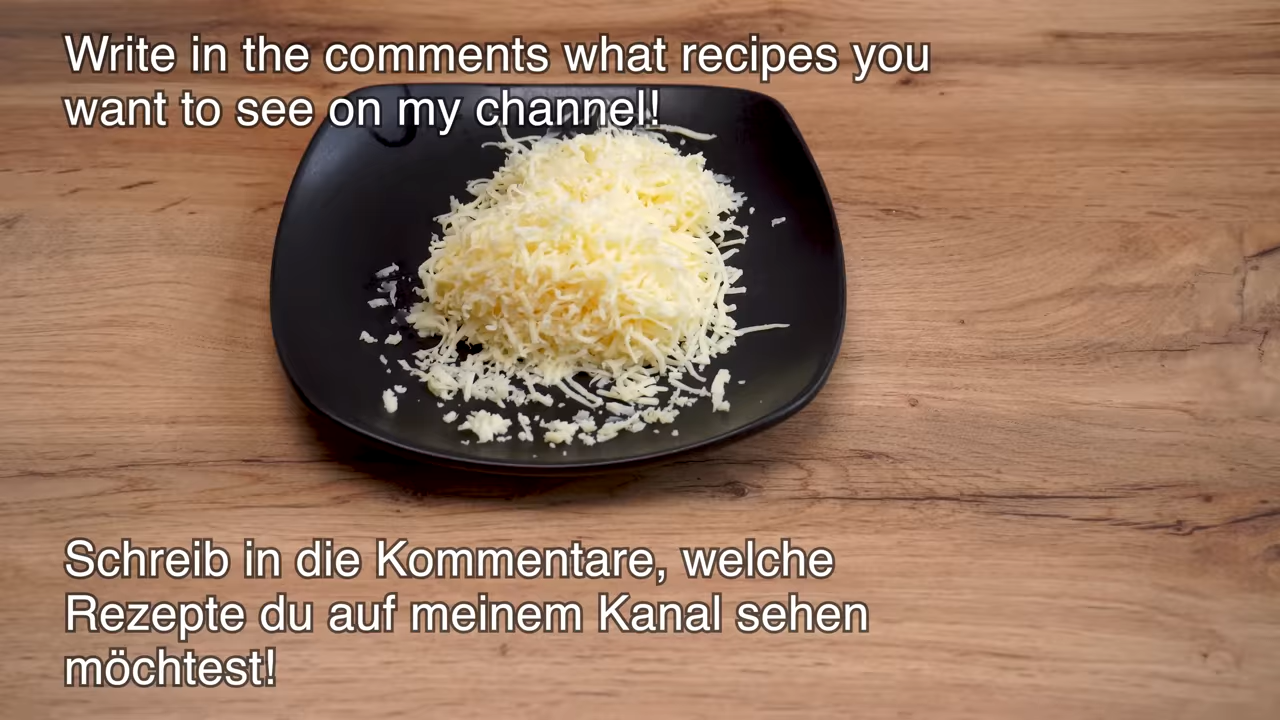 Write in the comments what recipes you
want to see on my channel!
Schreib in die Kommentare, welche
Rezepte du auf meinem Kanal sehen
möchtest!